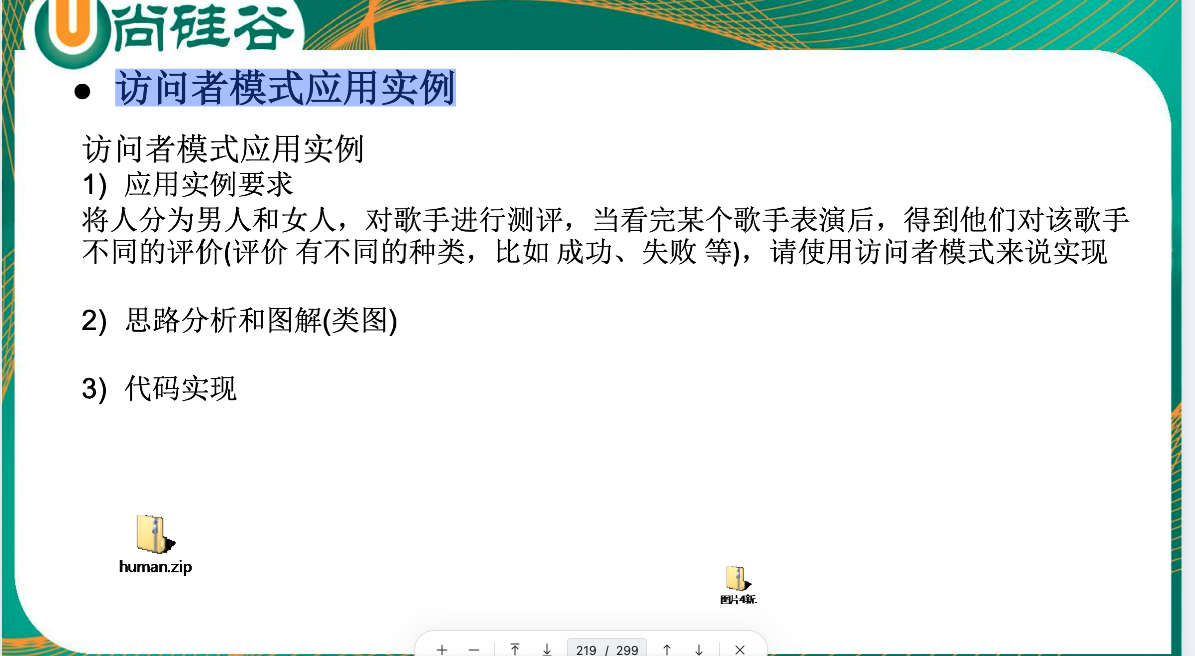 尚硅谷
● 访问者模式应用实例
访问者模式应用实例
1) 应用实例要求
将人分为男人和女人，对歌手进行测评，当看完某个歌手表演后，得到他们对该歌手
不同的评价(评价 有不同的种类，比如 成功、失败 等)，请使用访问者模式来说实现
2) 思路分析和图解(类图)
3) 代码实现
human.zip
图片4新.
219 / 299